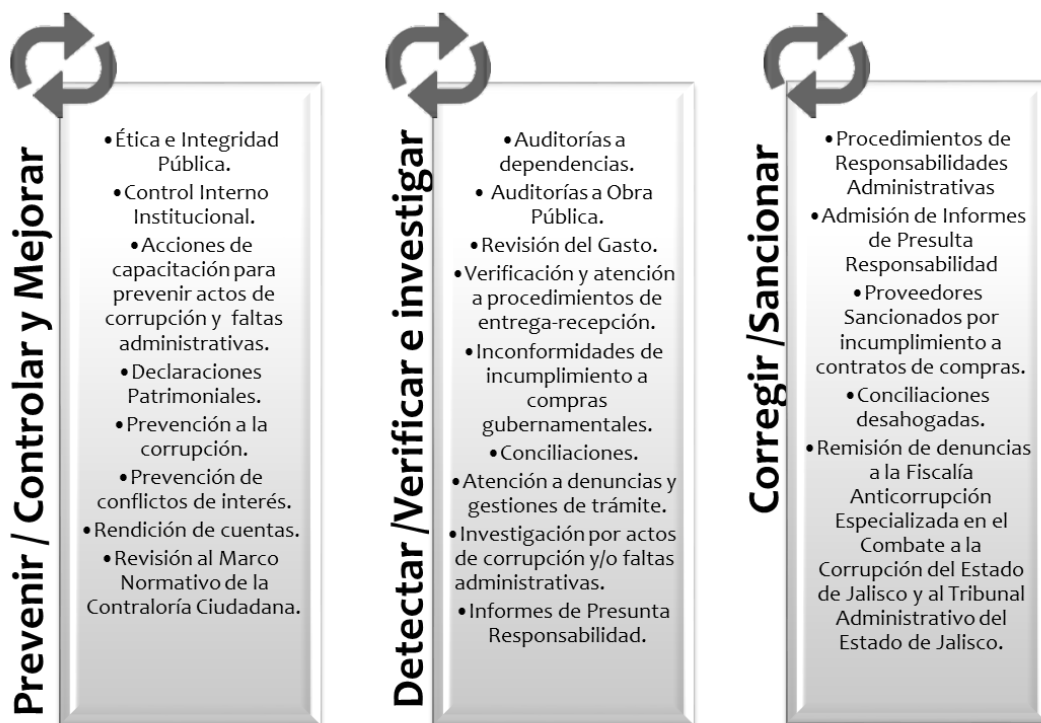 Prevenir / Controlar y Mejorar
•Ética e Integridad
Pública.
•Control Interno
Institucional.
•Acciones de
capacitación para
prevenir actos de
corrupción y faltas
administrativas.
•Declaraciones
Patrimoniales.
•Prevención a la
corrupción.
•Prevención de
conflictos de interés.
•Rendición de cuentas.
•Revisión al Marco
Normativo de la
Contraloría Ciudadana.
Detectar /Verificar e investigar
•Auditorías a
dependencias.
• Auditorías a Obra
Pública.
•Revisión del Gasto.
•Verificación y atención
a procedimientos de
entrega-recepción.
•Inconformidades de
incumplimiento a
compras
gubernamentales.
•Conciliaciones.
•Atención a denuncias y
gestiones de trámite.
•Investigación por actos
de corrupción y/o faltas
administrativas.
•Informes de Presunta
Responsabilidad.
Corregir /Sancionar
•Procedimientos de
Responsabilidades
Administrativas
•Admisión de Informes
de Presulta
Responsabilidad
•Proveedores
Sancionados por
incumplimiento a
contratos de compras.
•Conciliaciones
desahogadas.
•Remisión de denuncias
a la Fiscalía
Anticorrupción
Especializada en el
Combate a la
Corrupción del Estado
de Jalisco y al Tribunal
Administrativo del
Estado de Jalisco.